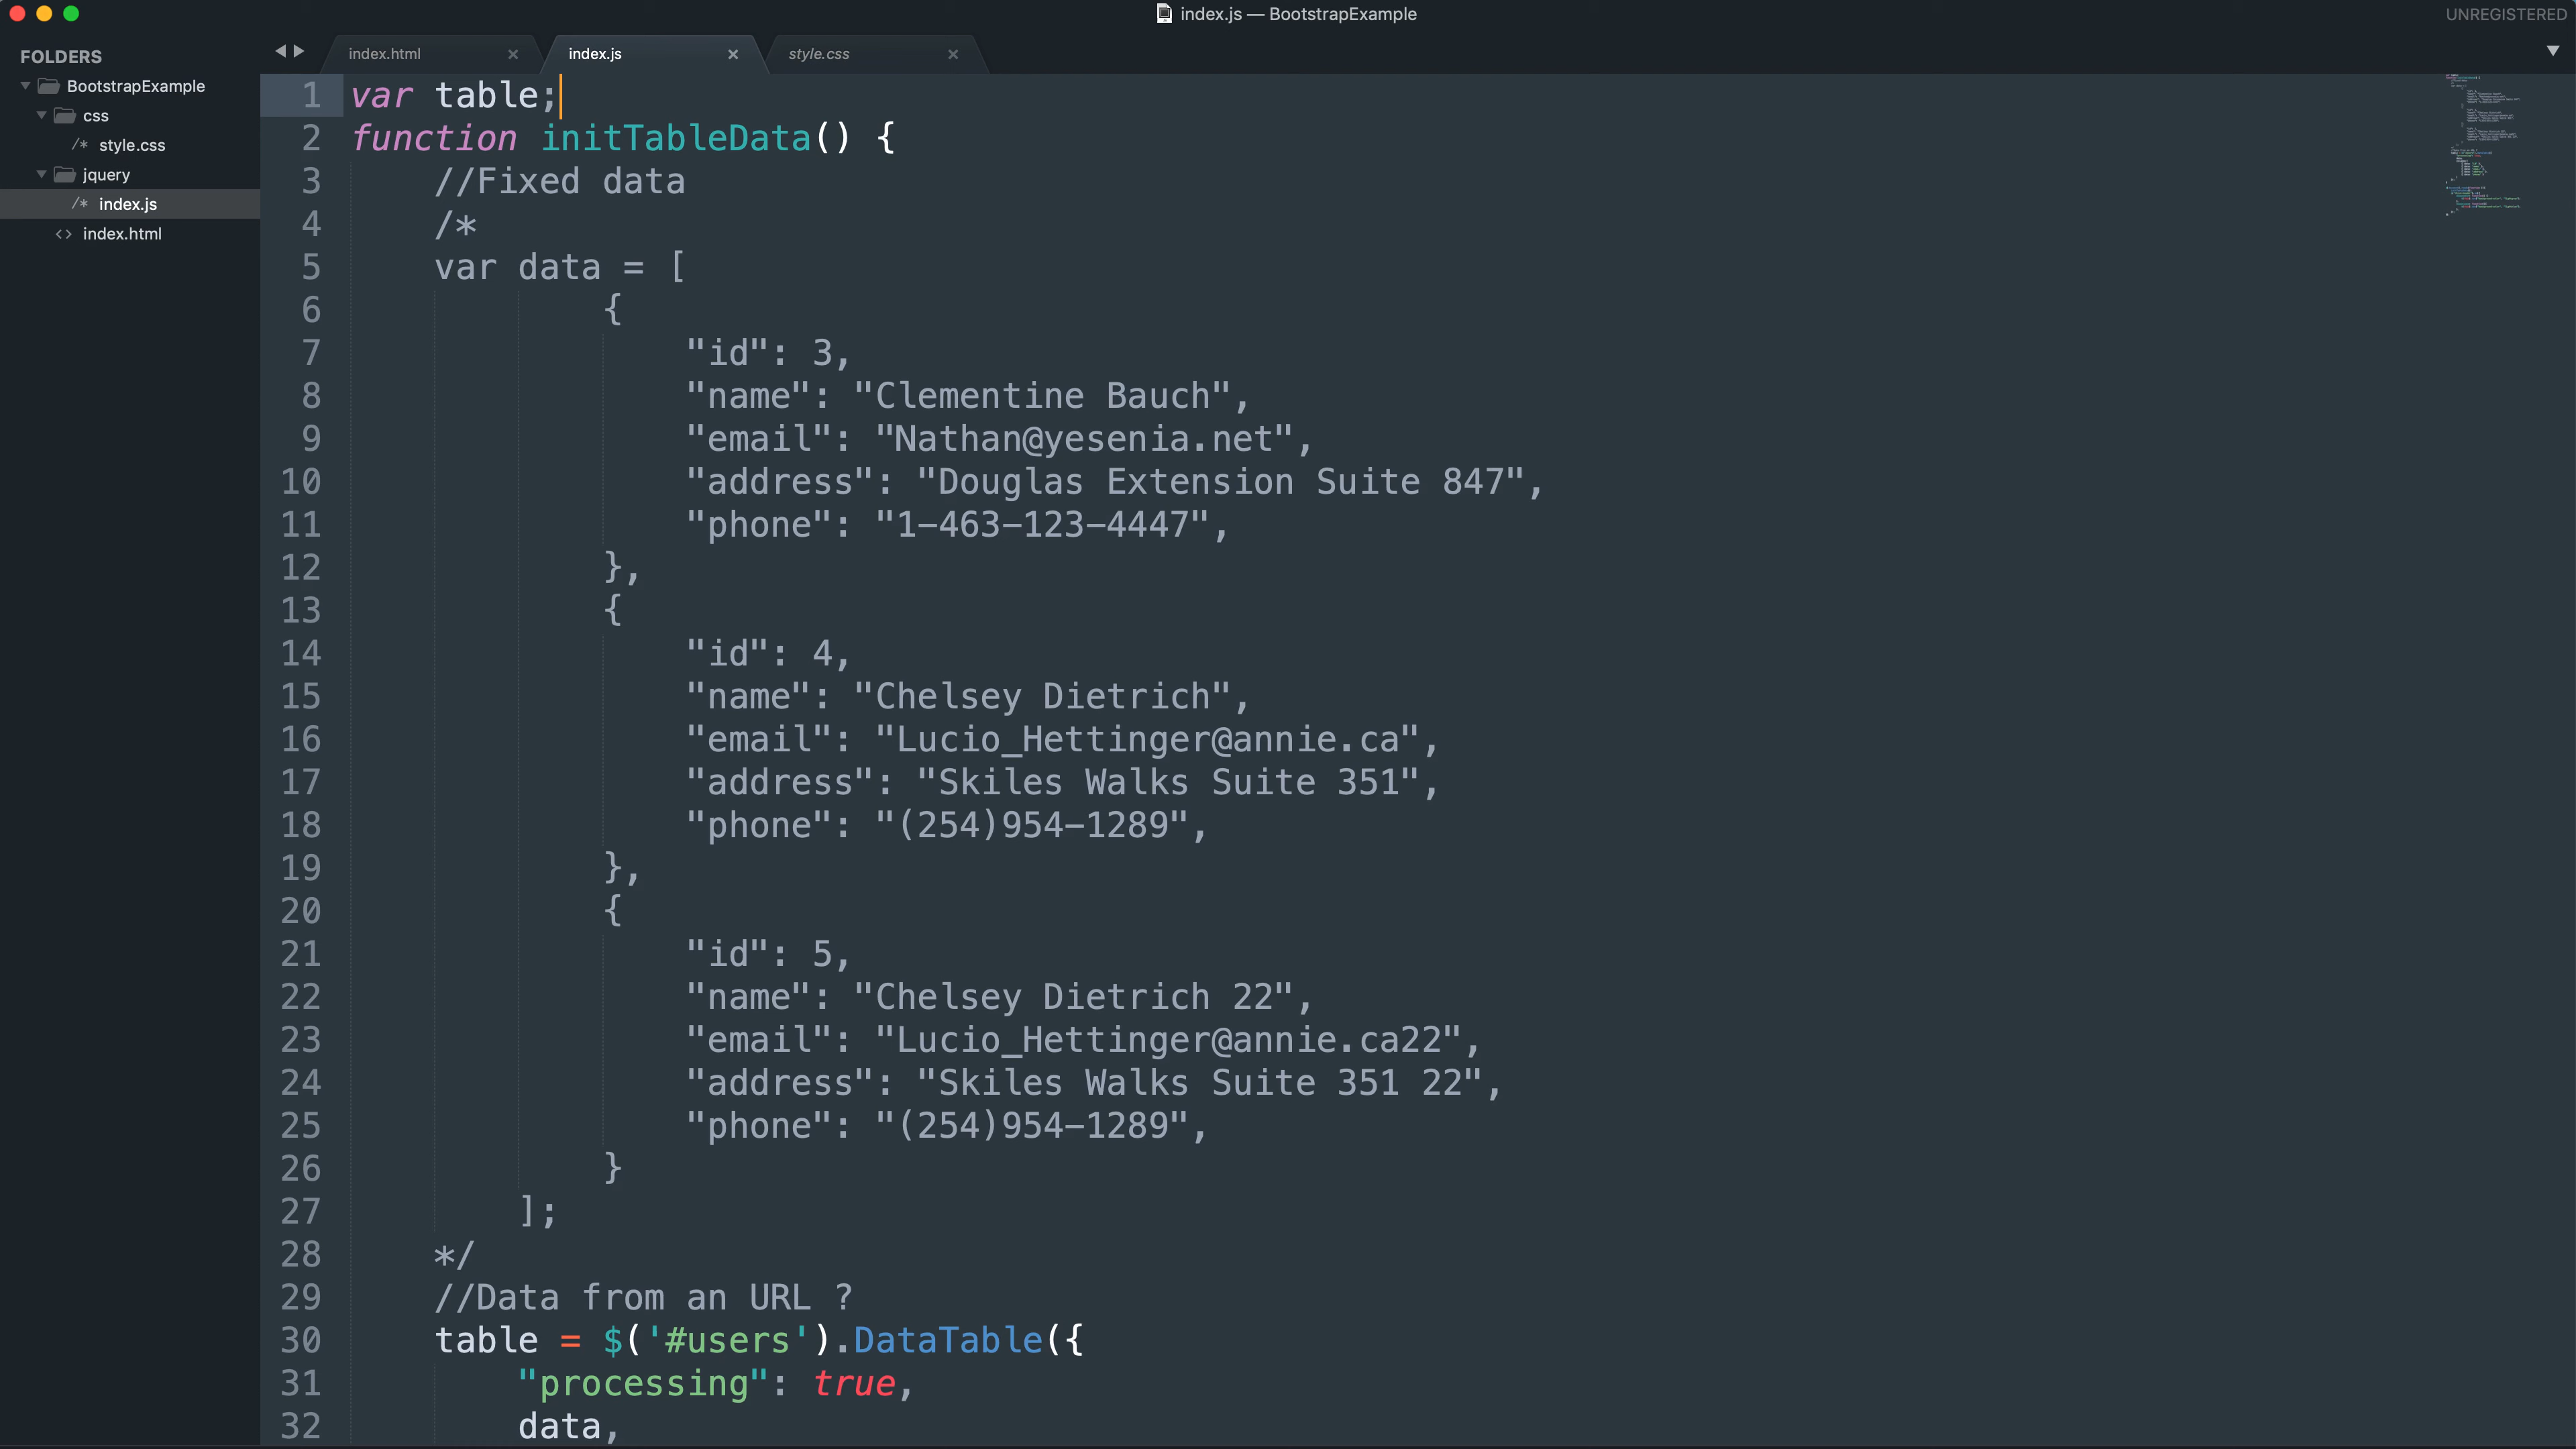 index.js — BootstrapExample
UNREGISTERED
FOLDERS
BootstrapExample
css
/* style.css
jquery
/* index.js
<> index.html
index.html ×
index.js ×
style.css ×
1 var table;
2 function initTableData() {
3 //Fixed data
4 /*
5 var data = [
6 {
7 "id": 3,
8 "name": "Clementine Bauch",
9 "email": "Nathan@yesenia.net",
10 "address": "Douglas Extension Suite 847",
11 "phone": "1-463-123-4447",
12 },
13 {
14 "id": 4,
15 "name": "Chelsey Dietrich",
16 "email": "Lucio_Hettinger@annie.ca",
17 "address": "Skiles Walks Suite 351",
18 "phone": "(254)954-1289",
19 },
20 {
21 "id": 5,
22 "name": "Chelsey Dietrich 22",
23 "email": "Lucio_Hettinger@annie.ca22",
24 "address": "Skiles Walks Suite 351 22",
25 "phone": "(254)954-1289",
26 }
27 ];
28 */
29 //Data from an URL ?
30 table = $('#users').DataTable({
31 "processing": true,
32 data,